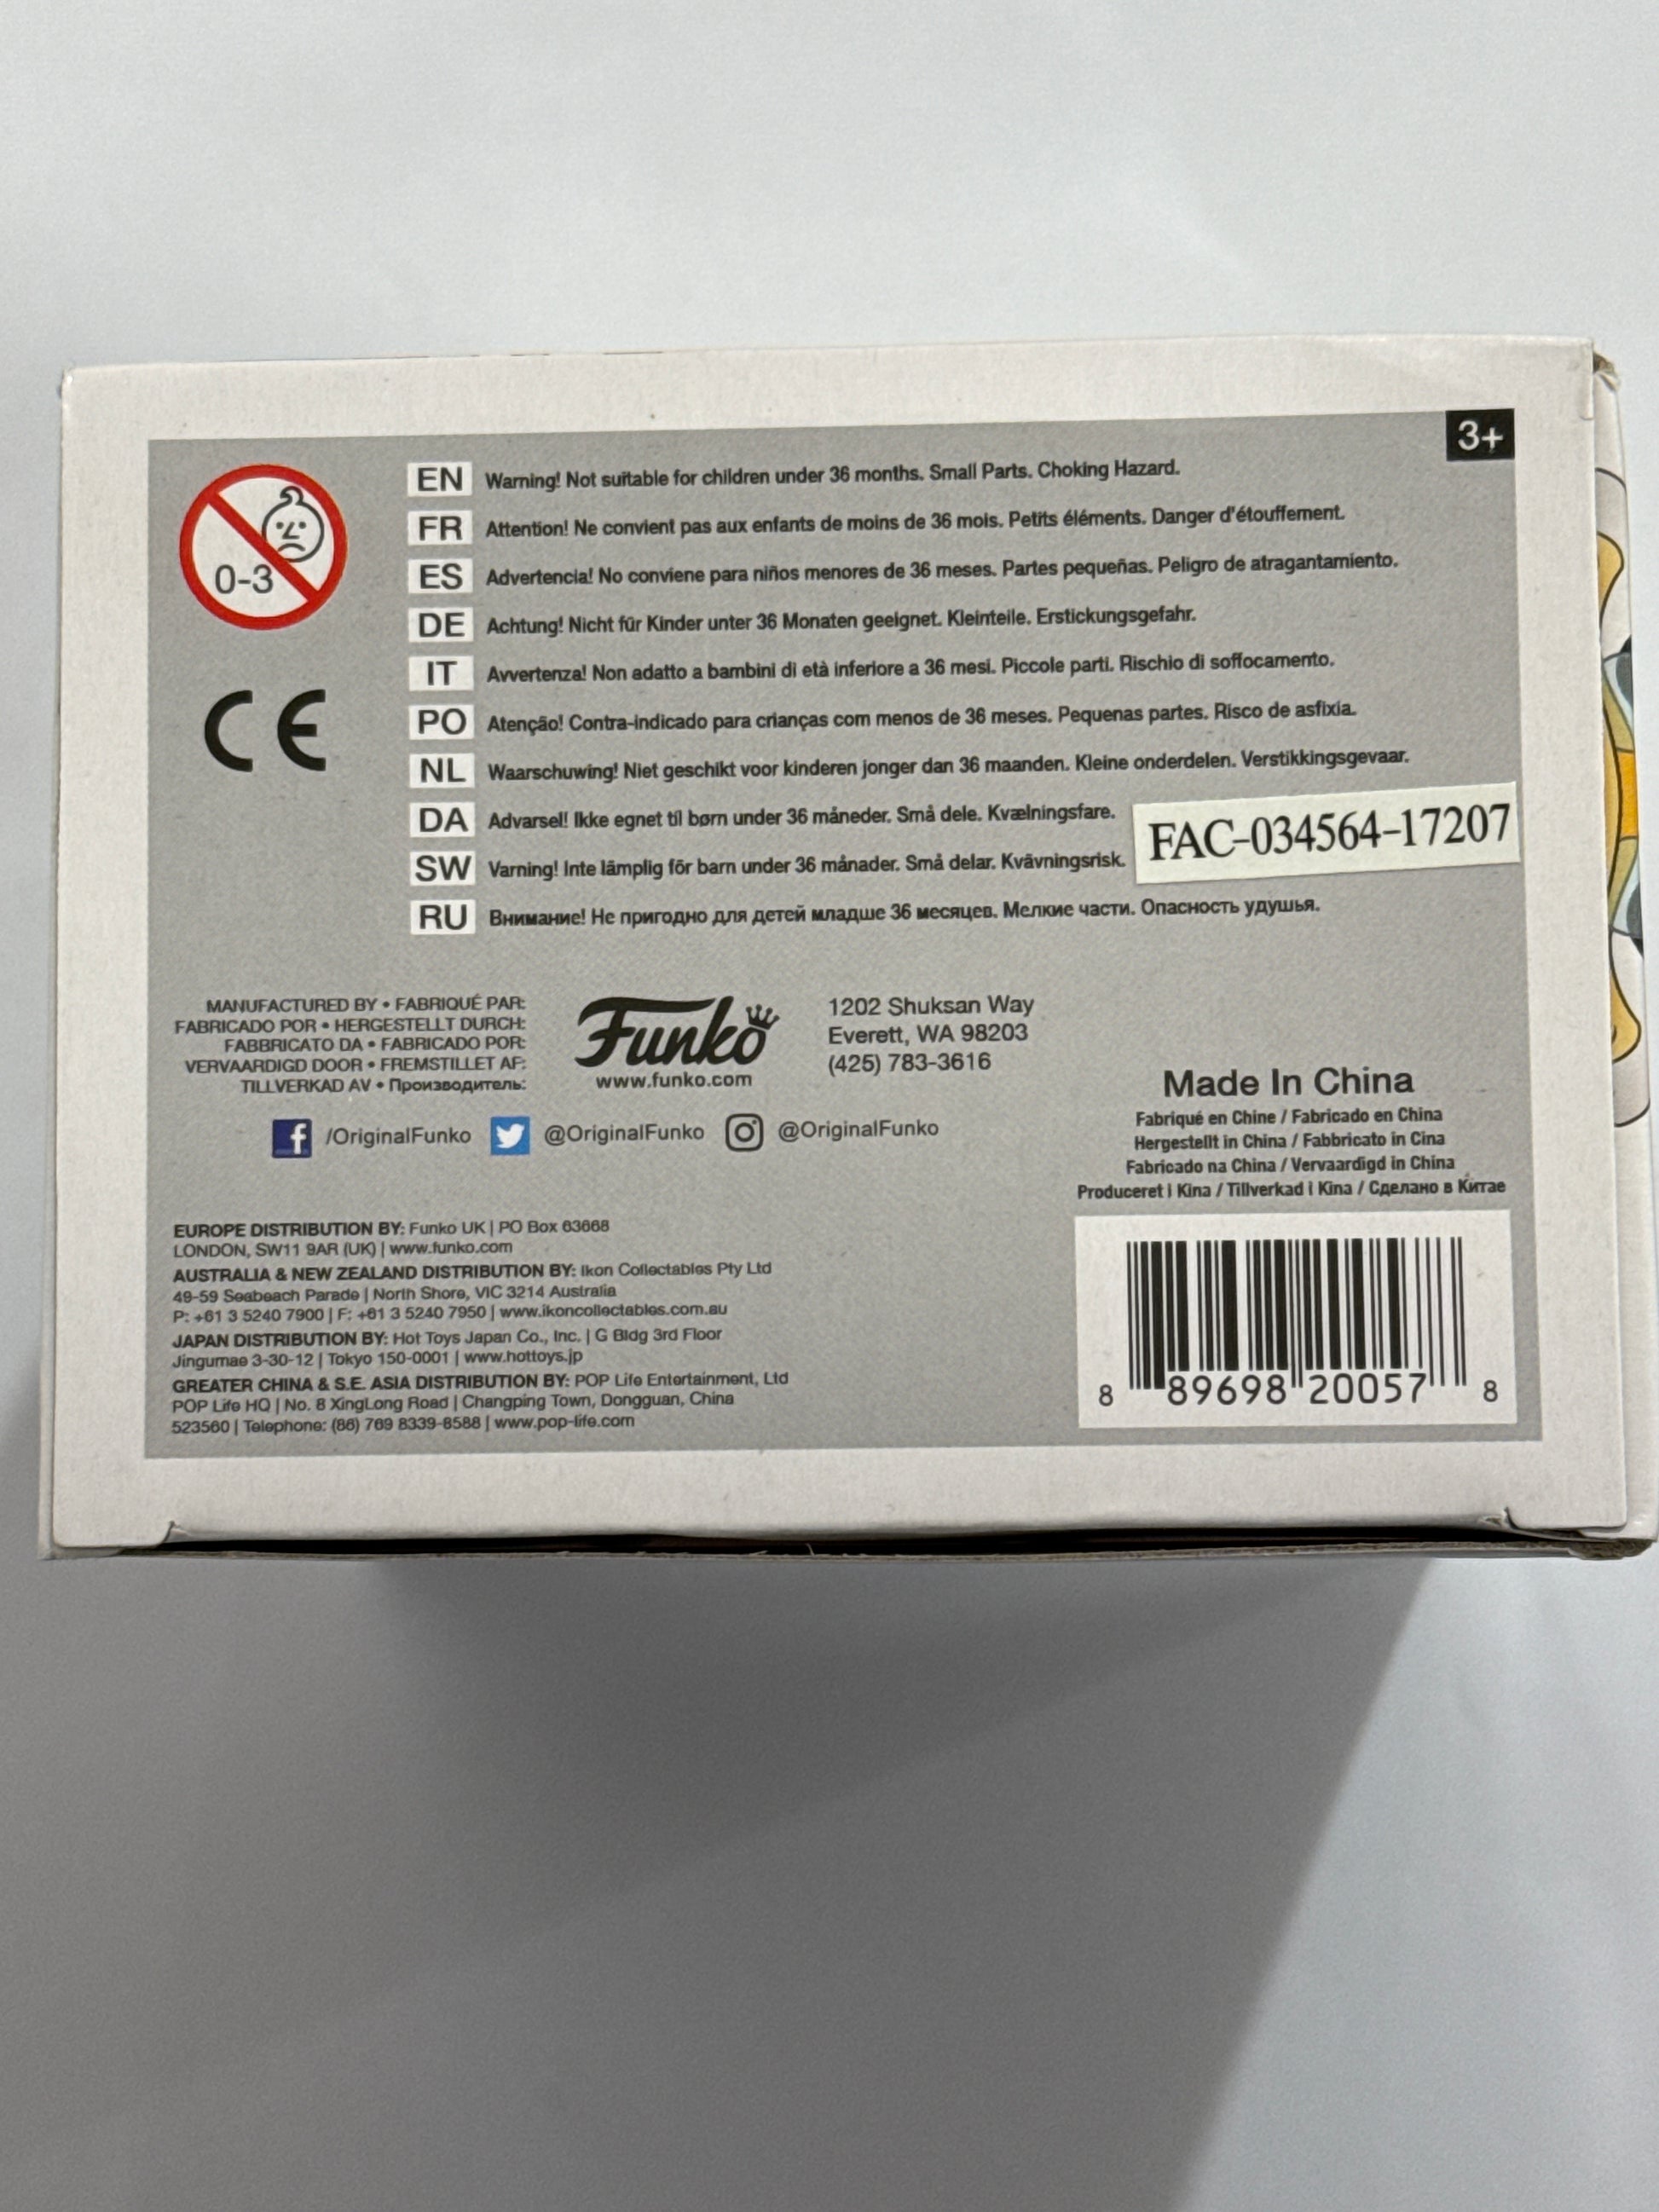 3+
0-3
EN Warning! Not suitable for children under 36 months. Small Parts. Choking Hazard.
FR Attention! Ne convient pas aux enfants de moins de 36 mois. Petits éléments. Danger d'étouffement.
ES Advertencia! No conviene para niños menores de 36 meses. Partes pequeñas. Peligro de atragantamiento.
DE Achtung! Nicht für Kinder unter 36 Monaten geeignet. Kleinteile. Erstickungsgefahr.
IT Avvertenza! Non adatto a bambini di età inferiore a 36 mesi. Piccole parti. Rischio di soffocamento.
PO Atenção! Contra-indicado para crianças com menos de 36 meses. Pequenas partes. Risco de asfixia.
NL Waarschuwing! Niet geschikt voor kinderen jonger dan 36 maanden. Kleine onderdelen. Verstikkingsgevaar.
DA Advarsel! Ikke egnet til børn under 36 måneder. Små dele. Kvælningsfare.
SW Varning! Inte lämplig för barn under 36 månader. Små delar. Kvävningsrisk.
RU Внимание! Не пригодно для детей младше 36 месяцев. Мелкие части. Опасность удушья.
CE
FAC-034564-17207
MANUFACTURED BY • FABRIQUÉ PAR:
FABRICADO POR • HERGESTELLT DURCH:
FABBRICATO DA • FABRICADO POR:
VERVAARDIGD DOOR • FREMSTILLET AF:
TILLVERKAD AV • Производитель:
Funko
www.funko.com
1202 Shuksan Way
Everett, WA 98203
(425) 783-3616
/OriginalFunko @OriginalFunko @OriginalFunko
Made In China
Fabriqué en Chine / Fabricado en China
Hergestellt in China / Fabbricato in Cina
Fabricado na China / Vervaardigd in China
Produceret i Kina / Tillverkad i Kina / Сделано в Китае
EUROPE DISTRIBUTION BY: Funko UK | PO Box 63668
LONDON, SW11 9AR (UK) | www.funko.com
AUSTRALIA & NEW ZEALAND DISTRIBUTION BY: Ikon Collectables Pty Ltd
49-59 Seabeach Parade | North Shore, VIC 3214 Australia
P: +61 3 5240 7900 | F: +61 3 5240 7950 | www.ikoncollectables.com.au
JAPAN DISTRIBUTION BY: Hot Toys Japan Co., Inc. | G Bldg 3rd Floor
Jingumae 3-30-12 | Tokyo 150-0001 | www.hottoys.jp
GREATER CHINA & S.E. ASIA DISTRIBUTION BY: POP Life Entertainment, Ltd
POP Life HQ | No. 8 XingLong Road | Changping Town, Dongguan, China
523560 | Telephone: (86) 769 8339-8588 | www.pop-life.com
8 89698 20057 8